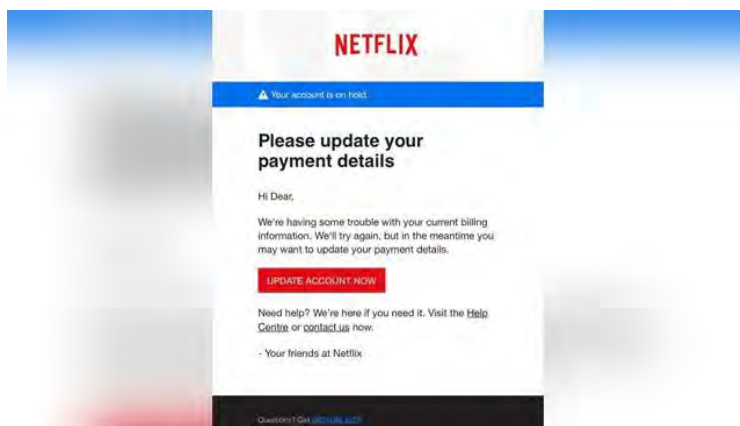 NETFLIX
Your account is on hold.
Please update your
payment details
Hi Dear,
We're having some trouble with your current billing
information. We'll try again, but in the meantime you
may want to update your payment details.
UPDATE ACCOUNT NOW
Need help? We're here if you need it. Visit the Help
Centre or contact us now.
- Your friends at Netflix
Questions? Call